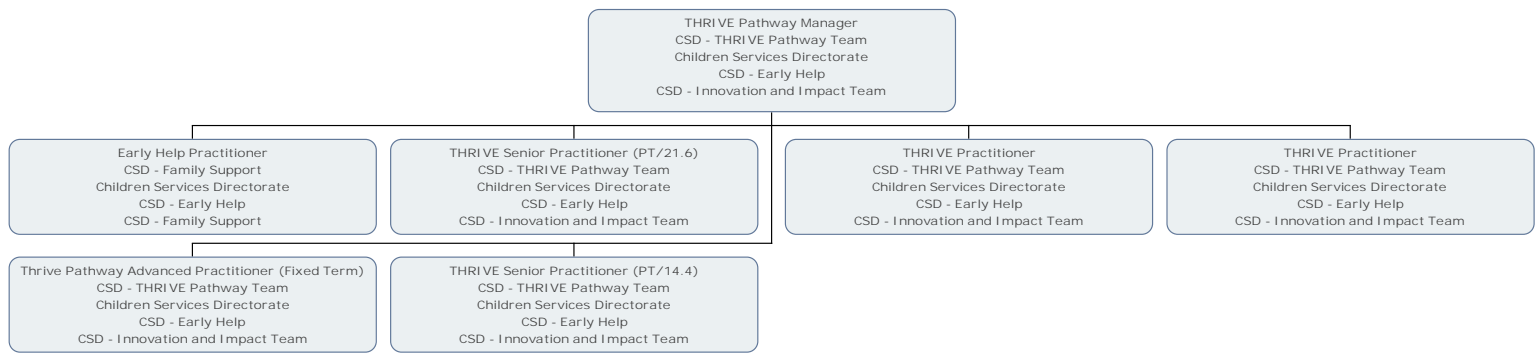 THRIVE Pathway Manager
CSD - THRIVE Pathway Team
Children Services Directorate
CSD - Early Help
CSD - Innovation and Impact Team
Early Help Practitioner
CSD - Family Support
Children Services Directorate
CSD - Early Help
CSD - Family Support
THRIVE Senior Practitioner (PT/21.6)
CSD - THRIVE Pathway Team
Children Services Directorate
CSD - Early Help
CSD - Innovation and Impact Team
THRIVE Practitioner
CSD - THRIVE Pathway Team
Children Services Directorate
CSD - Early Help
CSD - Innovation and Impact Team
THRIVE Practitioner
CSD - THRIVE Pathway Team
Children Services Directorate
CSD - Early Help
CSD - Innovation and Impact Team
Thrive Pathway Advanced Practitioner (Fixed Term)
CSD - THRIVE Pathway Team
Children Services Directorate
CSD - Early Help
CSD - Innovation and Impact Team
THRIVE Senior Practitioner (PT/14.4)
CSD - THRIVE Pathway Team
Children Services Directorate
CSD - Early Help
CSD - Innovation and Impact Team